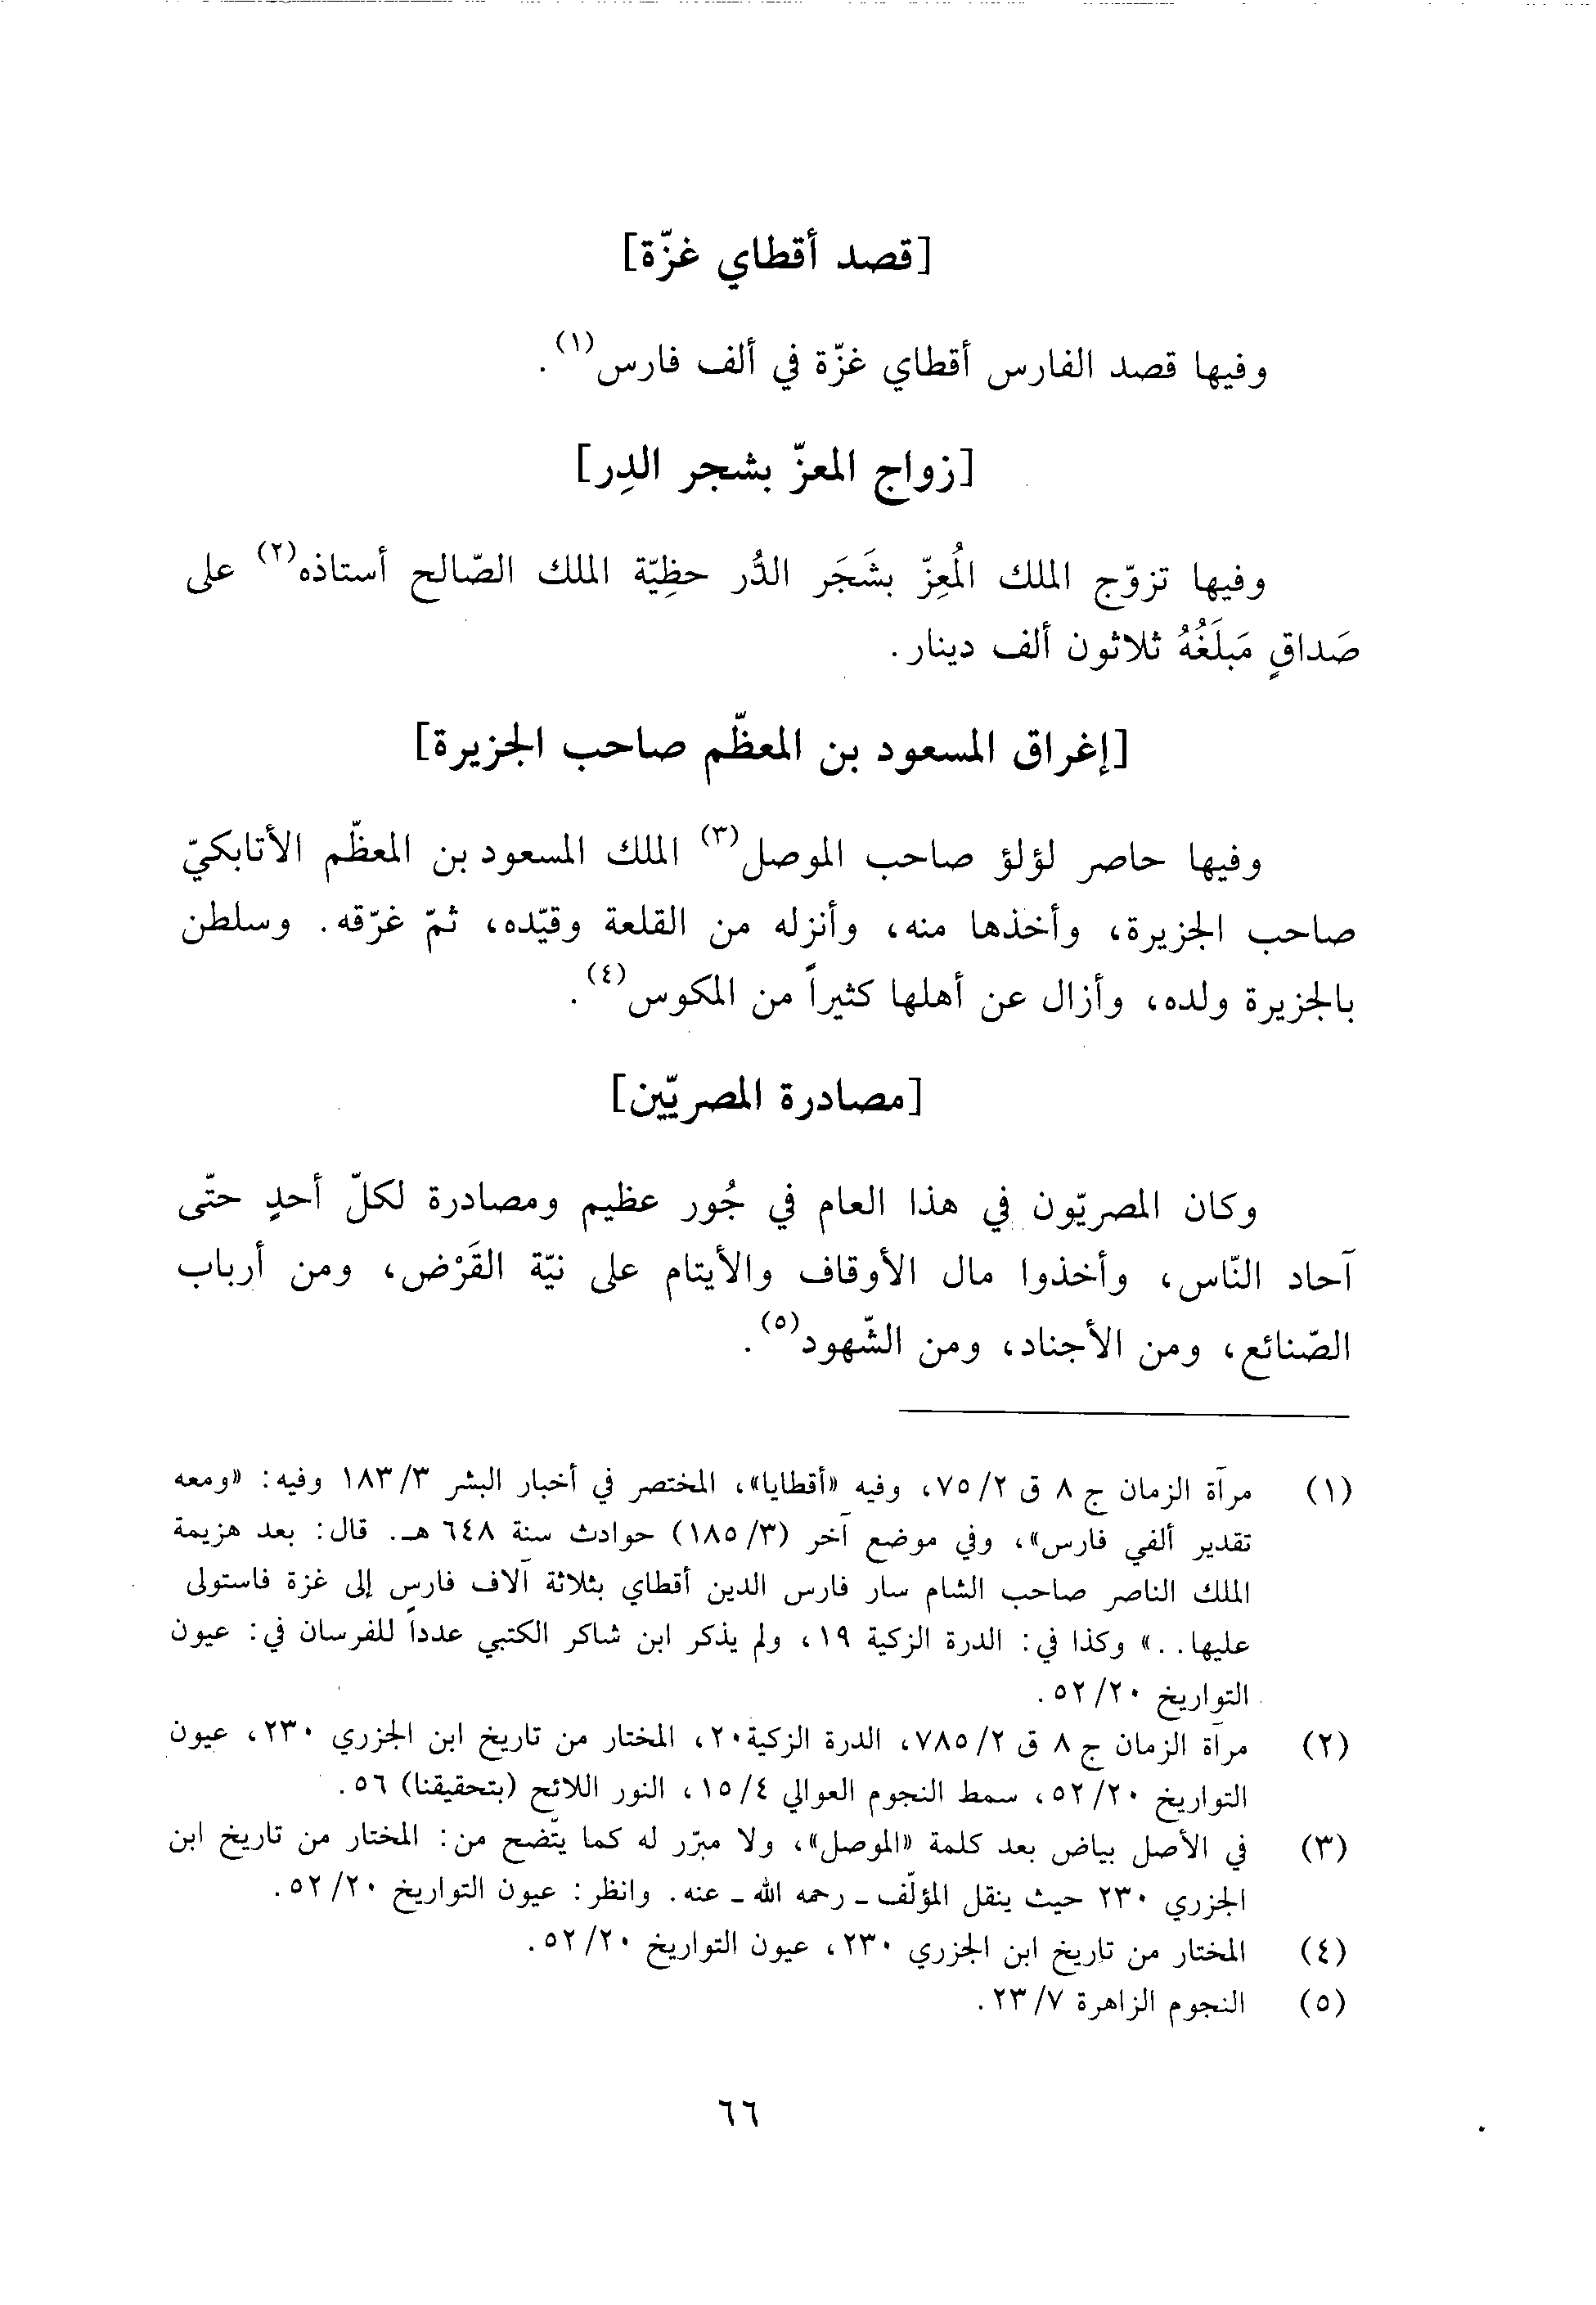 [قصد أقطاي غزّة]
وفيها قصد الفارس أقطاي غزّة في ألف فارس(١).
[زواج المعزّ بشجر الدِر]
وفيها تزوّج الملك المُعِزّ بشَجَر الدُّر حظِيّة الملك الصّالح أستاذه(٢) على
صَداقٍ مَبلَغُهُ ثلاثون ألف دينار.
[إغراق المسعود بن المعظّم صاحب الجزيرة]
وفيها حاصر لؤلؤ صاحب الموصل(٣) الملك المسعود بن المعظّم الأتابكيّ
صاحب الجزيرة، وأخذها منه، وأنزله من القلعة وقيّده، ثمّ غرّقه. وسلطن
بالجزيرة ولده، وأزال عن أهلها كثيراً من المكوس(٤).
[مصادرة المصريّين]
وكان المصريّون في هذا العام في جُور عظيم ومصادرة لكلّ أحدٍ حتّى
آحاد النّاس، وأخذوا مال الأوقاف والأيتام على نيّة القَرْض، ومن أرباب
الصّنائع، ومن الأجناد، ومن الشّهود(٥).
(١) مرآة الزمان ج ٨ ق ٢/ ٧٥، وفيه «أقطايا»، المختصر في أخبار البشر ٣/ ١٨٣ وفيه: «ومعه
تقدير ألفي فارس»، وفي موضع آخر (٣/ ١٨٥) حوادث سنة ٦٤٨ هـ. قال: بعد هزيمة
الملك الناصر صاحب الشام سار فارس الدين أقطاي بثلاثة آلاف فارس إلى غزة فاستولى
عليها..» وكذا في: الدرة الزكية ١٩، ولم يذكر ابن شاكر الكتبي عدداً للفرسان في: عيون
التواريخ ٢٠/ ٥٢.
(٢) مرآة الزمان ج ٨ ق ٢/ ٧٨٥، الدرة الزكية٢٠، المختار من تاريخ ابن الجزري ٢٣٠، عيون
التواريخ ٢٠/ ٥٢، سمط النجوم العوالي ٤/ ١٥، النور اللائح (بتحقيقنا) ٥٦.
(٣) في الأصل بياض بعد كلمة «الموصل»، ولا مبرّر له كما يتّضح من: المختار من تاريخ ابن
الجزري ٢٣٠ حيث ينقل المؤلّف ـ رحمه الله ـ عنه. وانظر: عيون التواريخ ٢٠/ ٥٢.
(٤) المختار من تاريخ ابن الجزري ٢٣٠، عيون التواريخ ٢٠/ ٥٢.
(٥) النجوم الزاهرة ٧/ ٢٣.
٦٦